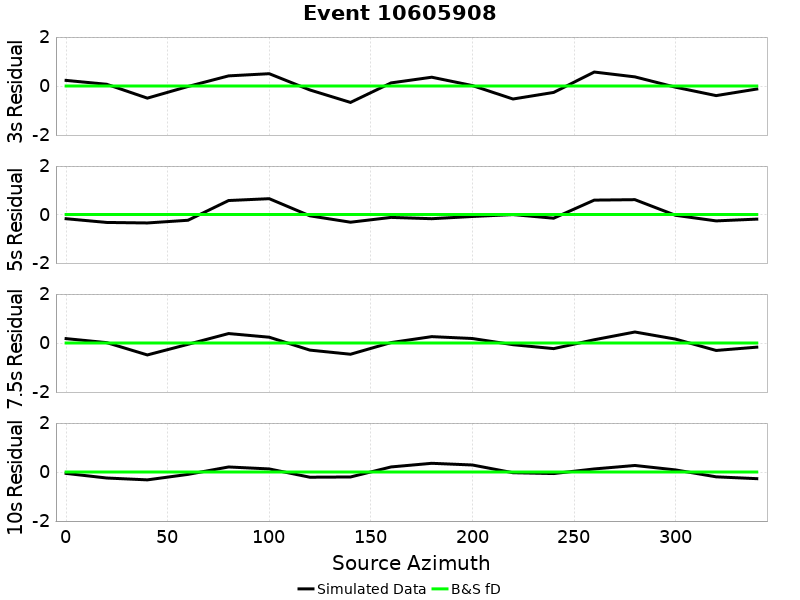 Event 10605908
3s Residual
2
0
-2
5s Residual
2
0
-2
7.5s Residual
2
0
-2
10s Residual
2
0
-2
0 50 100 150 200 250 300
Source Azimuth
Simulated Data B&S fD